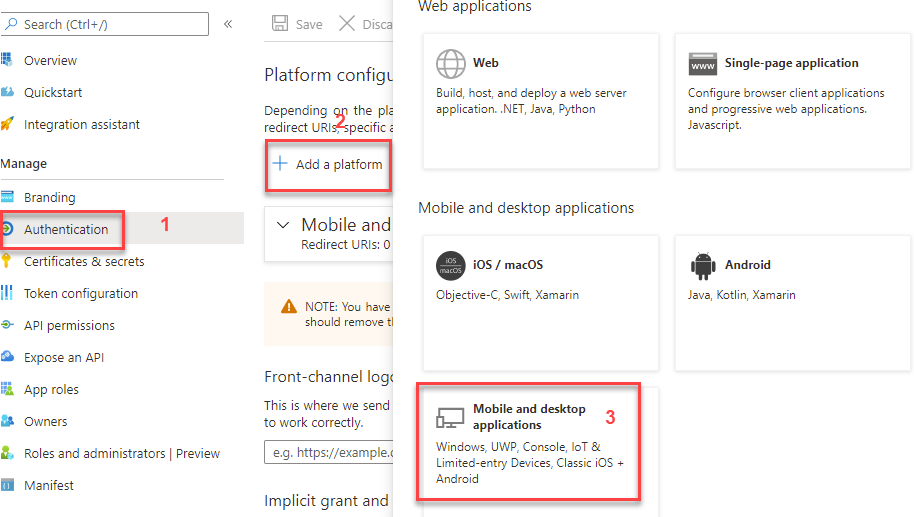 Search (Ctrl+/)
«
Overview
Quickstart
Integration assistant
Manage
Branding
Authentication
1
Certificates & secrets
Token configuration
API permissions
Expose an API
App roles
Owners
Roles and administrators | Preview
Manifest
Save
Disca
Platform configu
Depending on the pla
redirect URIs, specific a
2
Add a platform
Mobile and
Redirect URIs: 0
NOTE: You have
should remove th
Front-channel logo
This is where we send
to work correctly.
e.g. https://example.c
Implicit grant and
Web applications
Web
Build, host, and deploy a web server
application. .NET, Java, Python
WWW
Single-page application
Configure browser client applications
and progressive web applications.
Javascript.
Mobile and desktop applications
iOS
macOS
iOS / macOS
Objective-C, Swift, Xamarin
Android
Java, Kotlin, Xamarin
Mobile and desktop
applications
3
Windows, UWP, Console, IoT &
Limited-entry Devices, Classic iOS +
Android